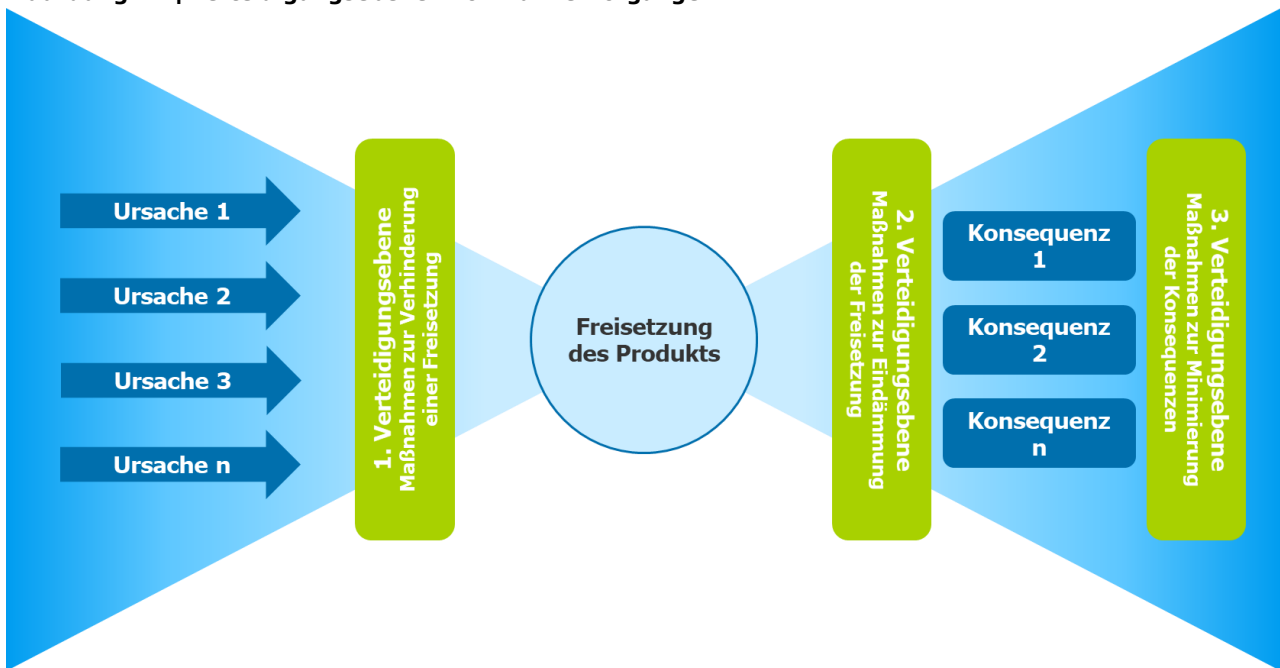 Ursache 1
Ursache 2
Ursache 3
Ursache n
1. Verteidigungsebene
Maßnahmen zur Verhinderung
einer Freisetzung
Freisetzung
des Produkts
2. Verteidigungsebene
Maßnahmen zur Eindämmung
der Freisetzung
Konsequenz
1
Konsequenz
2
Konsequenz
n
3. Verteidigungsebene
Maßnahmen zur Minimierung
der Konsequenzen